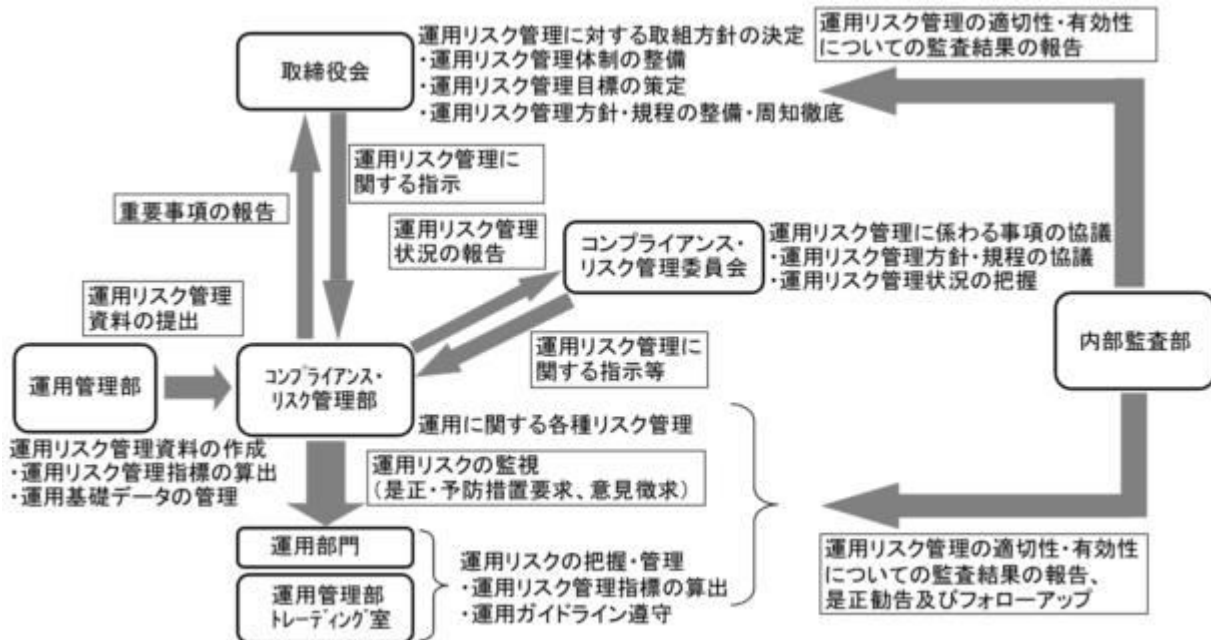 取締役会
運用リスク管理に対する取組方針の決定
・運用リスク管理体制の整備
・運用リスク管理目標の策定
・運用リスク管理方針・規程の整備・周知徹底
運用リスク管理の適切性・有効性
についての監査結果の報告
運用リスク管理に
関する指示
重要事項の報告
運用リスク管理
状況の報告
コンプライアンス・
リスク管理委員会
運用リスク管理に係わる事項の協議
・運用リスク管理方針・規程の協議
・運用リスク管理状況の把握
運用リスク管理
資料の提出
運用リスク管理に
関する指示等
内部監査部
運用管理部
コンプライアンス・
リスク管理部
運用に関する各種リスク管理
運用リスク管理資料の作成
・運用リスク管理指標の算出
・運用基礎データの管理
運用リスクの監視
（是正・予防措置要求、意見徴求）
運用部門
運用管理部
トレーディング室
運用リスクの把握・管理
・運用リスク管理指標の算出
・運用ガイドライン遵守
運用リスク管理の適切性・有効性
についての監査結果の報告、
是正勧告及びフォローアップ